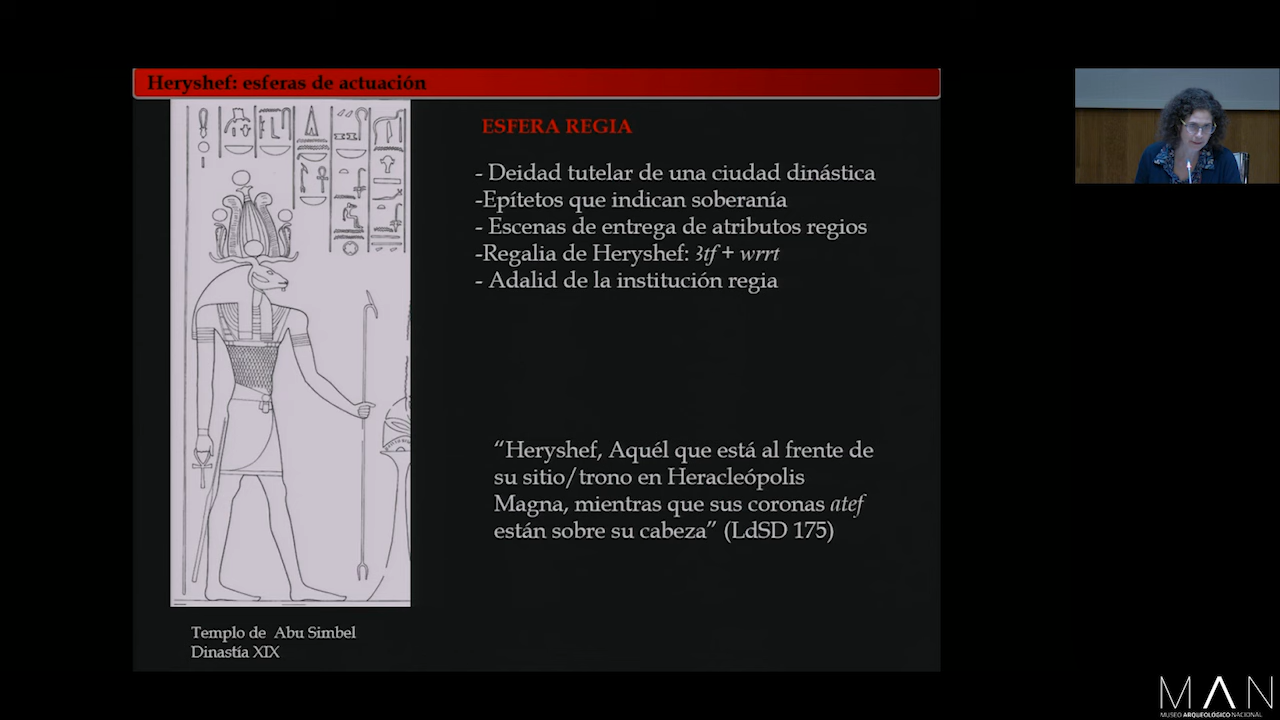 Heryshef: esferas de actuación
ESFERA REGIA
- Deidad tutelar de una ciudad dinástica
-Epítetos que indican soberanía
- Escenas de entrega de atributos regios
-Regalia de Heryshef: 3tf + wrrt
- Adalid de la institución regia
“Heryshef, Aquél que está al frente de
su sitio/trono en Heracleópolis
Magna, mientras que sus coronas atef
están sobre su cabeza” (LdSD 175)
Templo de Abu Simbel
Dinastía XIX
MAN
MUSEO ARQUEOLÓGICO NACIONAL